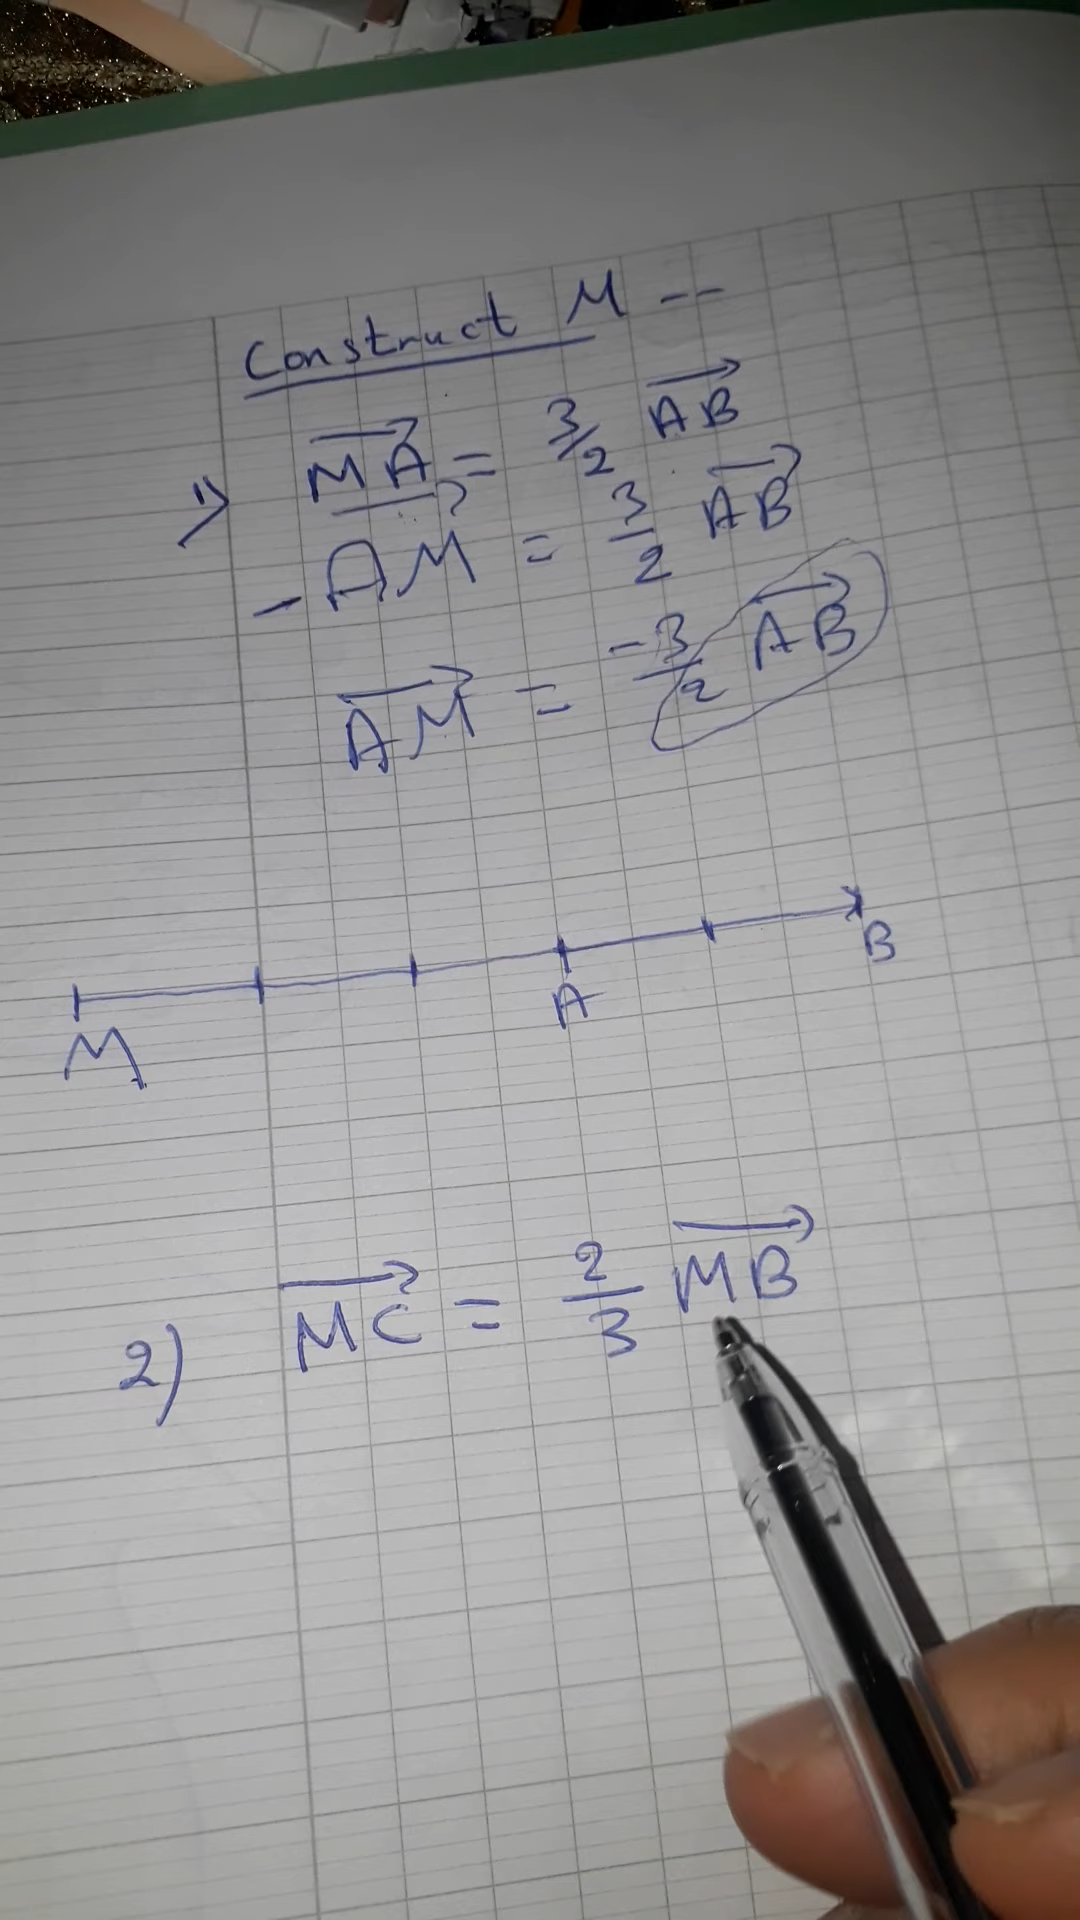 Construct M --
1) MA→ = 3/2 AB→
- AM→ = 3/2 AB→
AM→ = -3/2 AB→
M A B
2) MC→ = 2/3 MB→